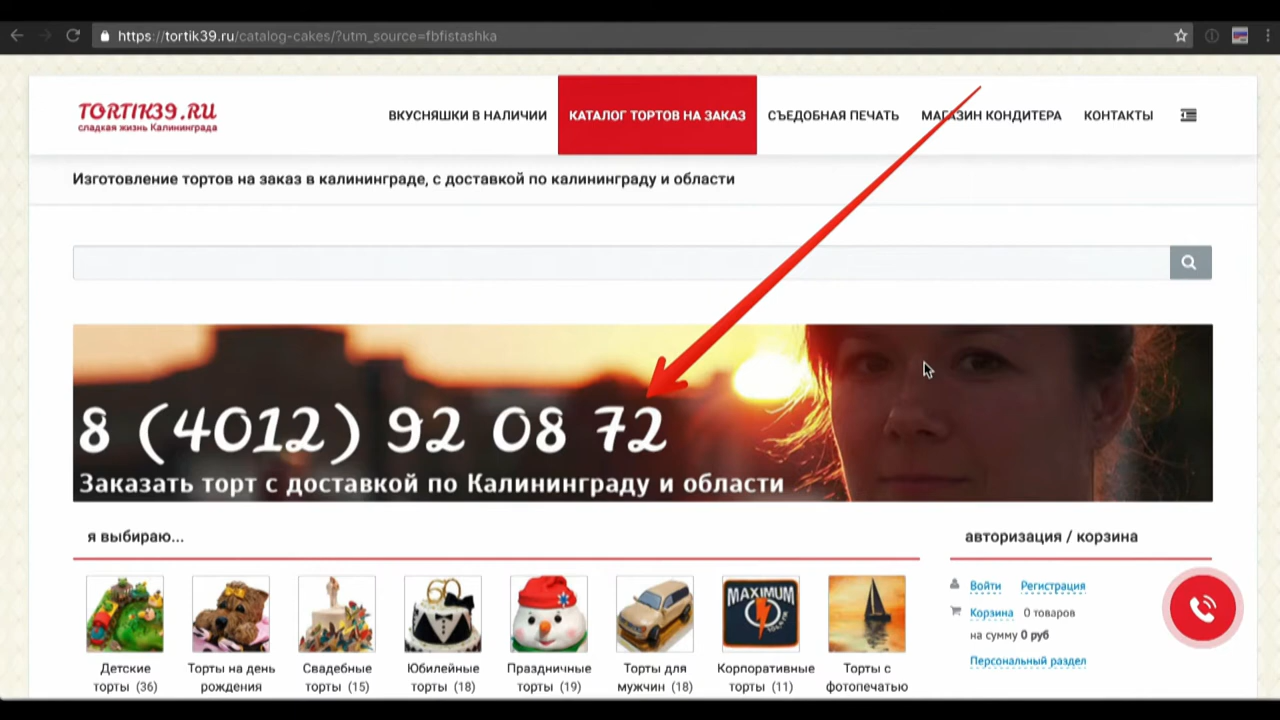 https://tortik39.ru/catalog-cakes/?utm_source=fbfistashka
TORTIK39.RU
сладкая жизнь Калининграда
ВКУСНЯШКИ В НАЛИЧИИ
КАТАЛОГ ТОРТОВ НА ЗАКАЗ
СЪЕДОБНАЯ ПЕЧАТЬ
МАГАЗИН КОНДИТЕРА
КОНТАКТЫ
Изготовление тортов на заказ в калининграде, с доставкой по калининграду и области
8 (4012) 92 08 72
Заказать торт с доставкой по Калининграду и области
я выбираю...
MAXIMUM
Детские
торты (36)
Торты на день
рождения
Свадебные
торты (15)
Юбилейные
торты (18)
Праздничные
торты (19)
Торты для
мужчин (18)
Корпоративные
торты (11)
Торты с
фотопечатью
авторизация / корзина
Войти Регистрация
Корзина 0 товаров
на сумму 0 руб
Персональный раздел